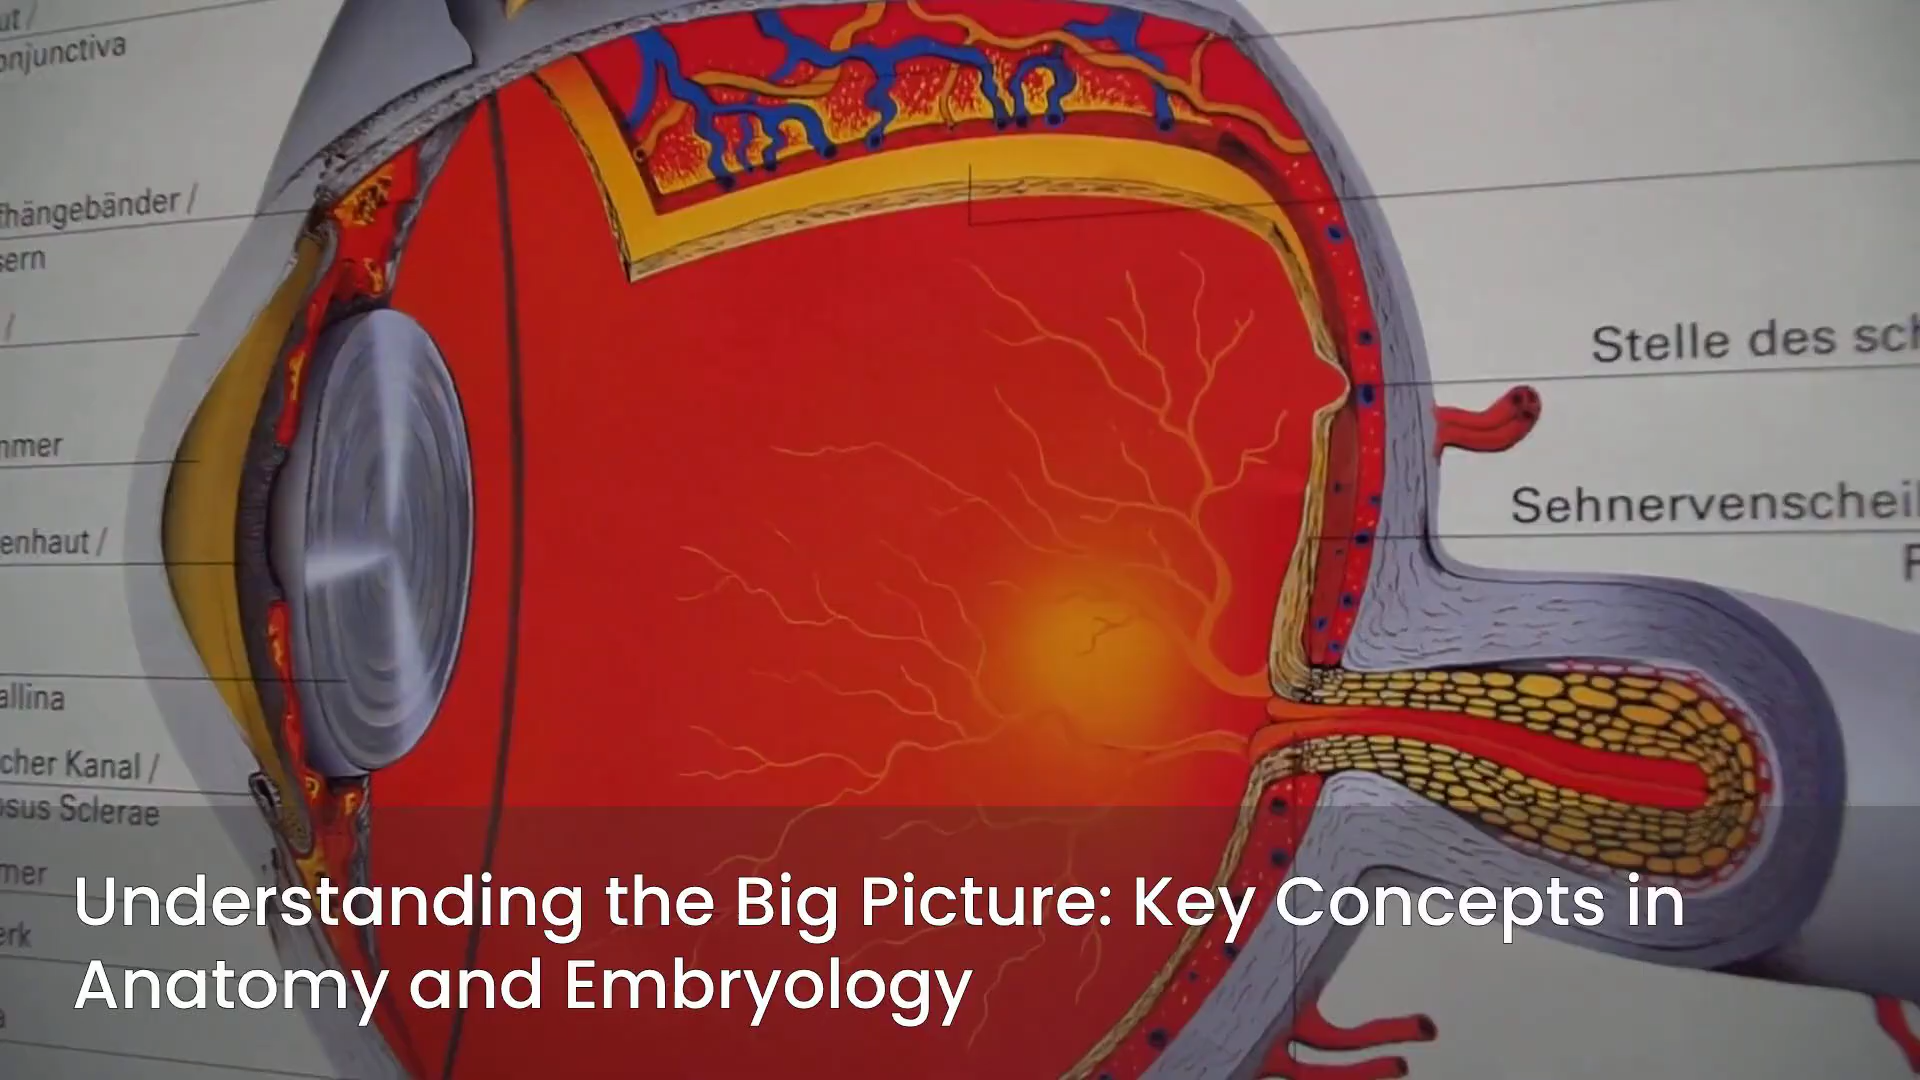 ut /
onjunctiva
fhängebänder /
sern
/
nmer
enhaut /
allina
cher Kanal /
osus Sclerae
mer
erk
a
Stelle des sch
Sehnervenscheil
F
Understanding the Big Picture: Key Concepts in
Anatomy and Embryology